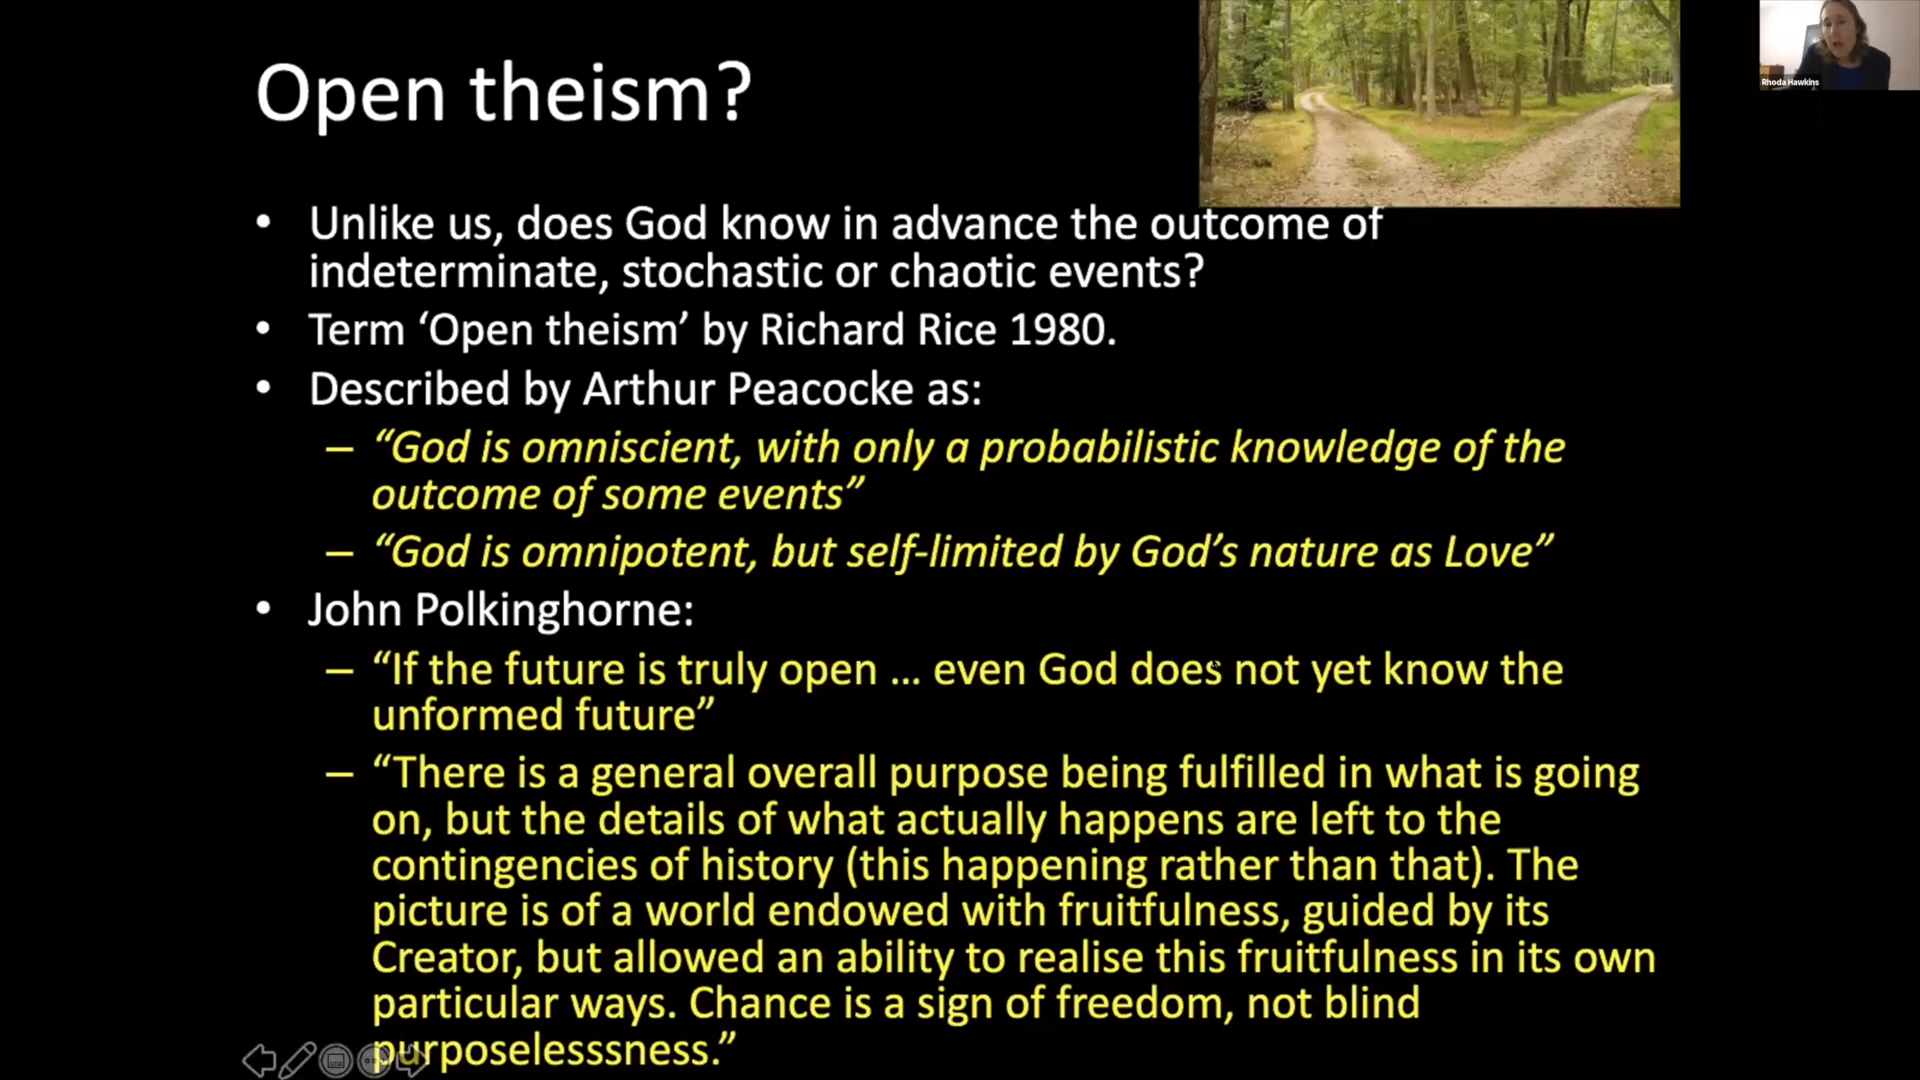 Open theism?
Rhoda Hawkins
• Unlike us, does God know in advance the outcome of
indeterminate, stochastic or chaotic events?
• Term ‘Open theism’ by Richard Rice 1980.
• Described by Arthur Peacocke as:
– “God is omniscient, with only a probabilistic knowledge of the
outcome of some events”
– “God is omnipotent, but self-limited by God’s nature as Love”
• John Polkinghorne:
– “If the future is truly open ... even God does not yet know the
unformed future”
– “There is a general overall purpose being fulfilled in what is going
on, but the details of what actually happens are left to the
contingencies of history (this happening rather than that). The
picture is of a world endowed with fruitfulness, guided by its
Creator, but allowed an ability to realise this fruitfulness in its own
particular ways. Chance is a sign of freedom, not blind
purposelesssness.”